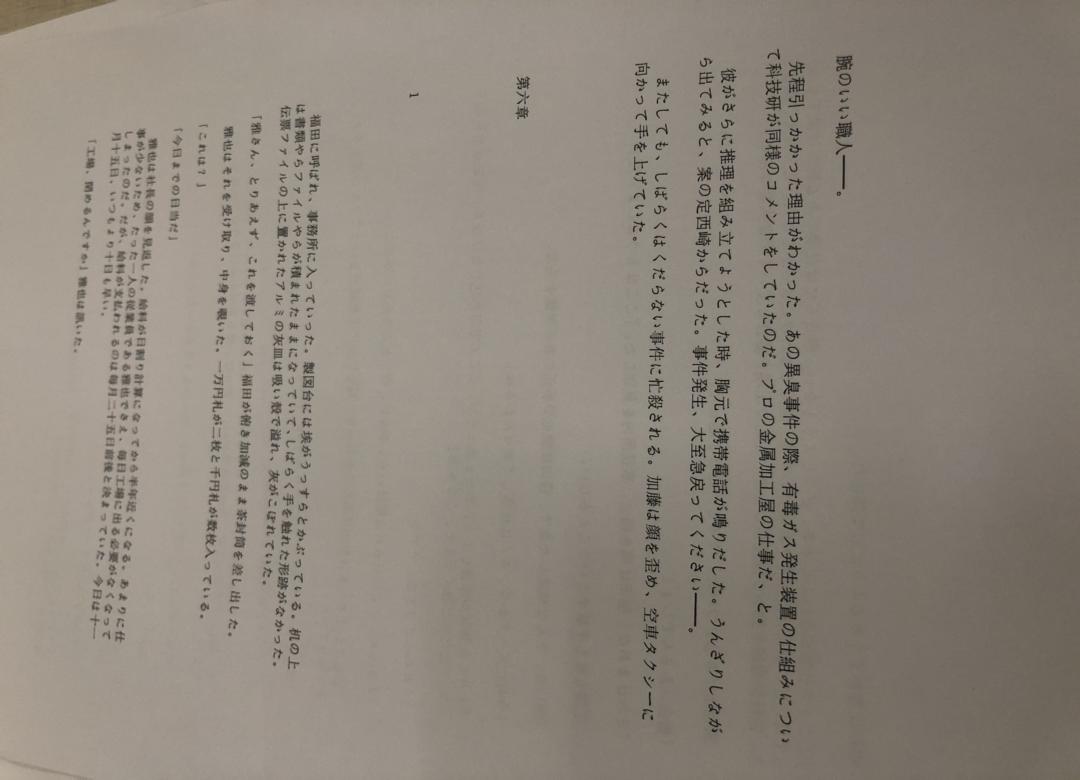 腕のいい職人――。
先程引っかかった理由がわかった。あの異臭事件の際、有毒ガス発生装置の仕組みについ
て科技研が同様のコメントをしていたのだ。プロの金属加工屋の仕事だ、と。
彼がさらに推理を組み立てようとした時、胸元で携帯電話が鳴りだした。うんざりしなが
ら出てみると、案の定西崎からだった。事件発生、大至急戻ってください――。
またしても、しばらくはくだらない事件に忙殺される。加藤は顔を歪め、空車タクシーに
向かって手を上げていた。
第六章
1
福田に呼ばれ、事務所に入っていった。製図台には埃がうっすらとかぶっている。机の上
は書類やらファイルやらが積まれたままになっていて、しばらく手を触れた形跡がなかった。
伝票ファイルの上に置かれたアルミの灰皿は吸い殻で溢れ、灰がこぼれていた。
「雅さん、とりあえず、これを渡しておく」福田が俯き加減のまま茶封筒を差し出した。
雅也はそれを受け取り、中身を覗いた。一万円札が二枚と千円札が数枚入っている。
「これは？」
「今日までの日当だ」
雅也は社長の顔を見返した。給料が日割り計算になってから半年近くになる。あまりに仕
事が少ないため、たった一人の従業員である雅也でさえ、毎日工場に出る必要がなくなって
しまったのだ。だが、給料が支払われるのは毎月二十五日前後と決まっていた。今日は十一
月十五日、いつもより十日も早い。
「工場、閉めるんですか」雅也は訊いた。